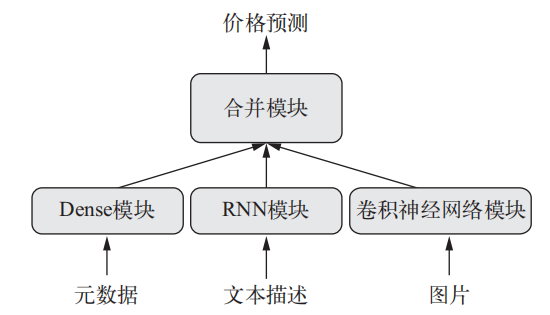 价格预测
合并模块
Dense模块
RNN模块
卷积神经网络模块
元数据
文本描述
图片